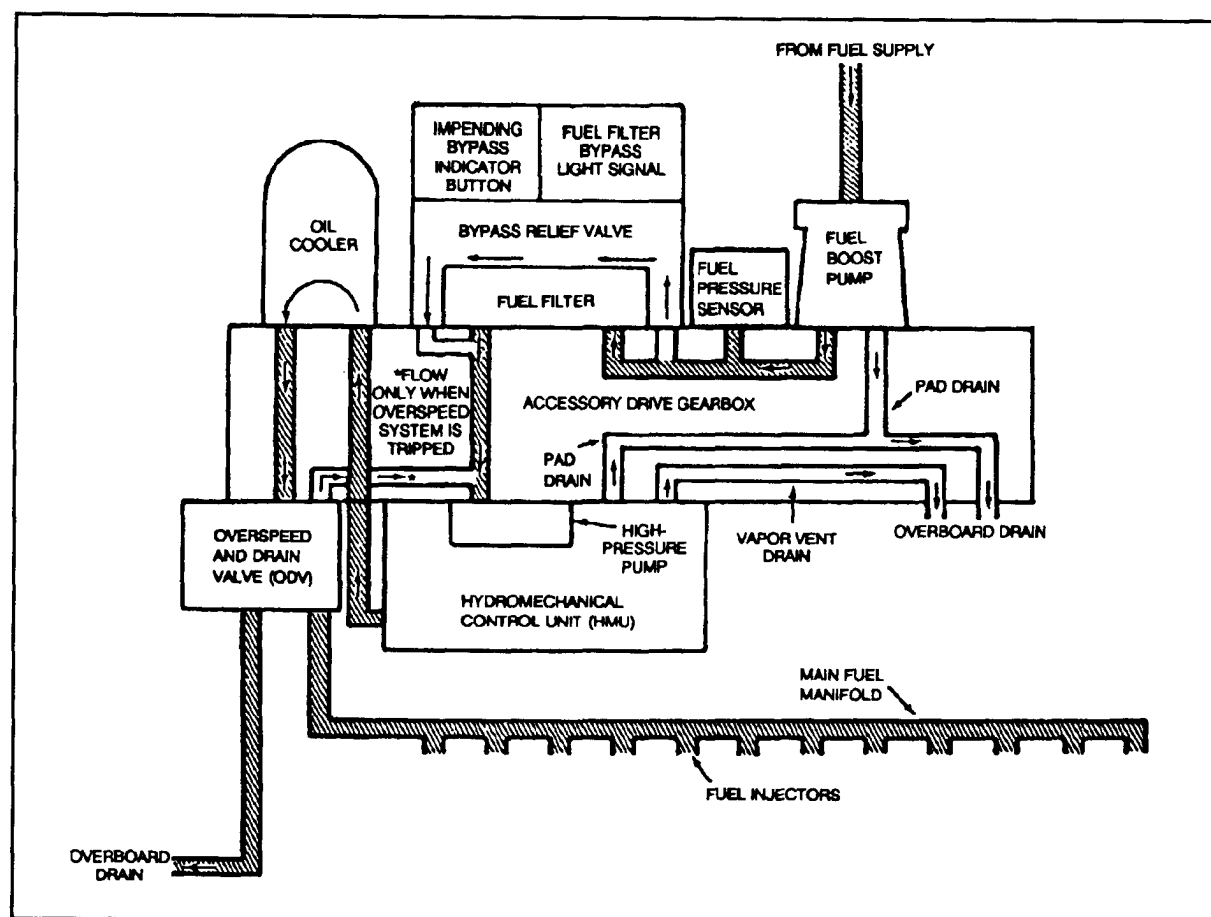 FROM FUEL SUPPLY
IMPENDING
BYPASS
INDICATOR
BUTTON
FUEL FILTER
BYPASS
LIGHT SIGNAL
OIL
COOLER
BYPASS RELIEF VALVE
FUEL
BOOST
PUMP
FUEL
PRESSURE
SENSOR
FUEL FILTER
*FLOW
ONLY WHEN
OVERSPEED
SYSTEM IS
TRIPPED
ACCESSORY DRIVE GEARBOX
PAD DRAIN
PAD
DRAIN
*
OVERSPEED
AND DRAIN
VALVE (ODV)
HIGH-
PRESSURE
PUMP
VAPOR VENT
DRAIN
OVERBOARD DRAIN
HYDROMECHANICAL
CONTROL UNIT (HMU)
MAIN FUEL
MANIFOLD
FUEL INJECTORS
OVERBOARD
DRAIN